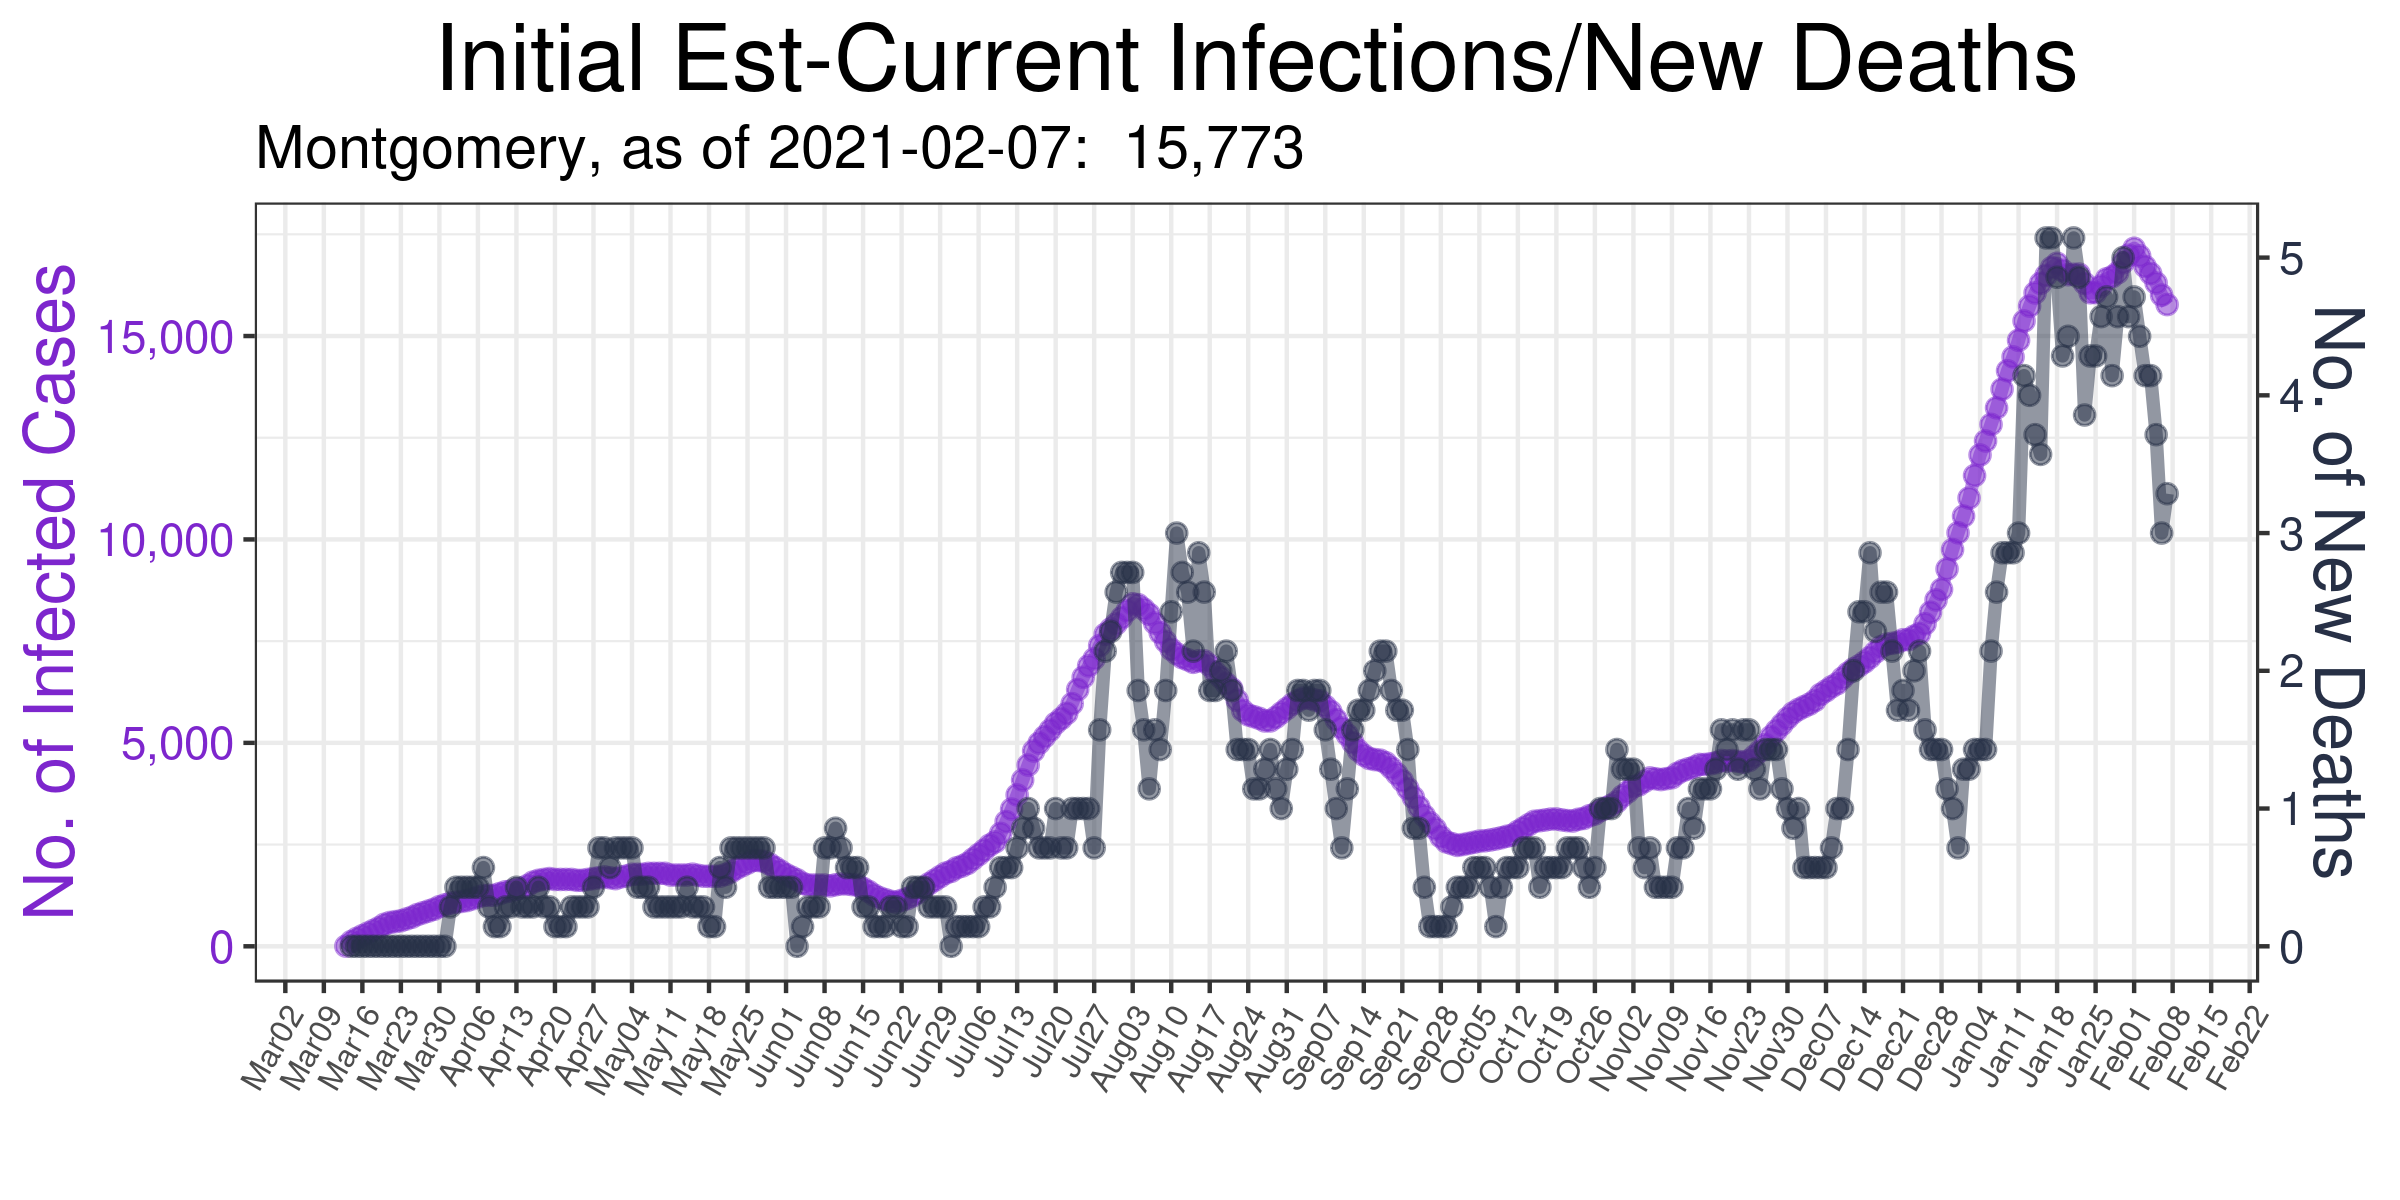 Initial Est-Current Infections/New Deaths
Montgomery, as of 2021-02-07:  15,773
No. of Infected Cases
15,000
10,000
5,000
0
5
4
3
2
1
0
No. of New Deaths
Mar02
Mar09
Mar16
Mar23
Mar30
Apr06
Apr13
Apr20
Apr27
May04
May11
May18
May25
Jun01
Jun08
Jun15
Jun22
Jun29
Jul06
Jul13
Jul20
Jul27
Aug03
Aug10
Aug17
Aug24
Aug31
Sep07
Sep14
Sep21
Sep28
Oct05
Oct12
Oct19
Oct26
Nov02
Nov09
Nov16
Nov23
Nov30
Dec07
Dec14
Dec21
Dec28
Jan04
Jan11
Jan18
Jan25
Feb01
Feb08
Feb15
Feb22